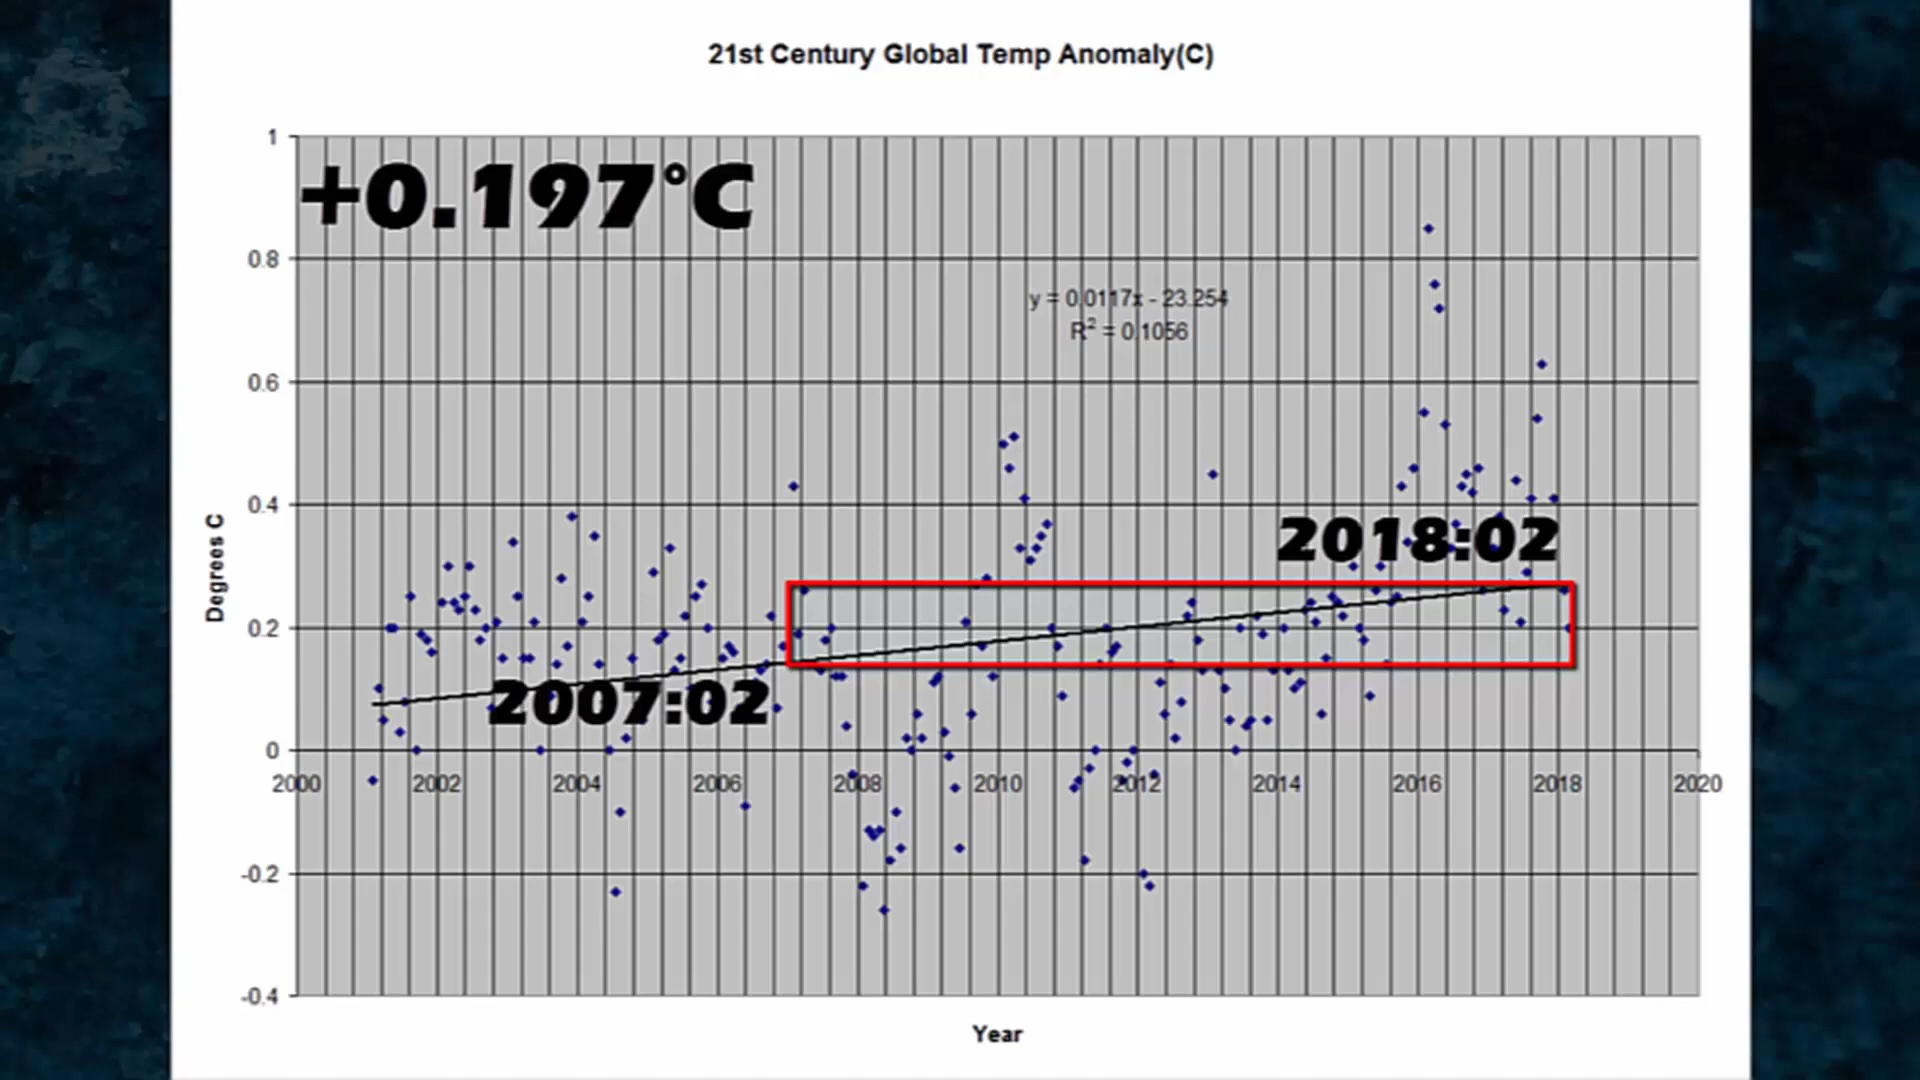 21st Century Global Temp Anomaly(C)
1
+0.197°C
0.8
y = 0.0117x - 23.254
R² = 0.1056
0.6
0.4
2018:02
Degrees C
0.2
2007:02
0
2000 2002 2004 2006 2008 2010 2012 2014 2016 2018 2020
-0.2
-0.4
Year